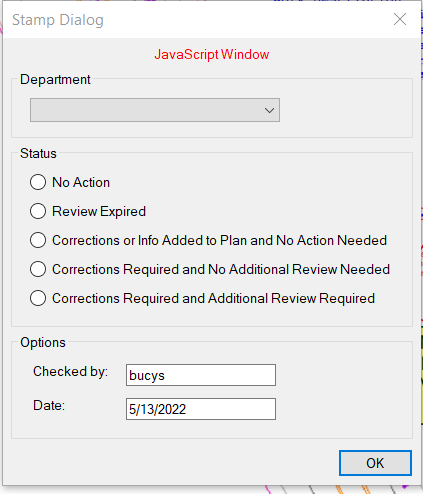 Stamp Dialog
JavaScript Window
Department
Status
No Action
Review Expired
Corrections or Info Added to Plan and No Action Needed
Corrections Required and No Additional Review Needed
Corrections Required and Additional Review Required
Options
Checked by:
bucys
Date:
5/13/2022
OK